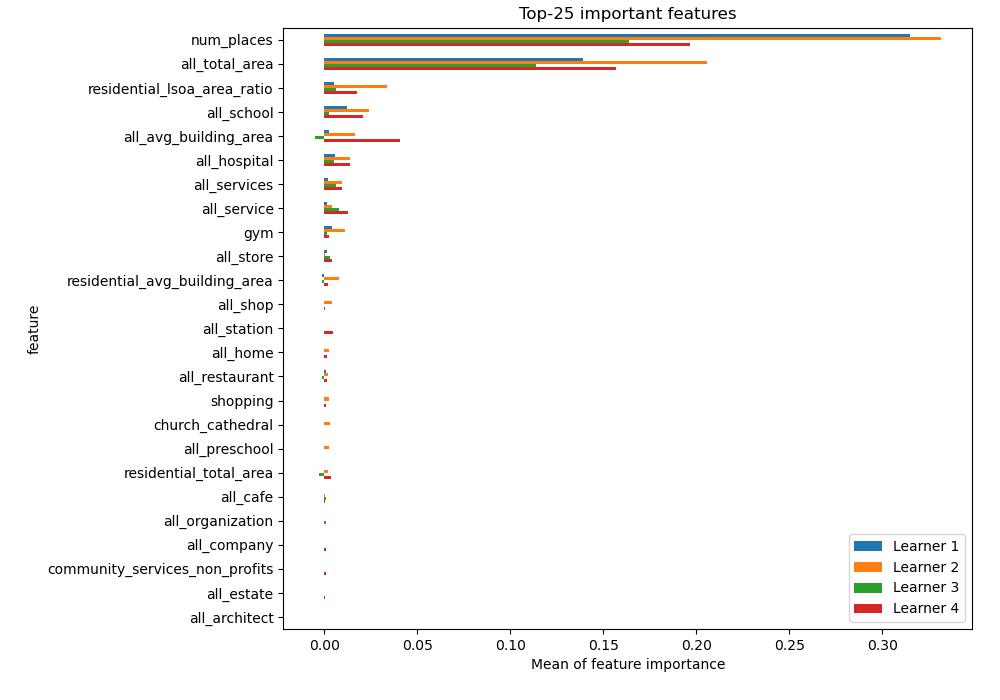 Top-25 important features
num_places
all_total_area
residential_lsoa_area_ratio
all_school
all_avg_building_area
all_hospital
all_services
all_service
gym
all_store
residential_avg_building_area
all_shop
all_station
all_home
all_restaurant
shopping
church_cathedral
all_preschool
residential_total_area
all_cafe
all_organization
all_company
community_services_non_profits
all_estate
all_architect
feature
Learner 1
Learner 2
Learner 3
Learner 4
0.00 0.05 0.10 0.15 0.20 0.25 0.30
Mean of feature importance